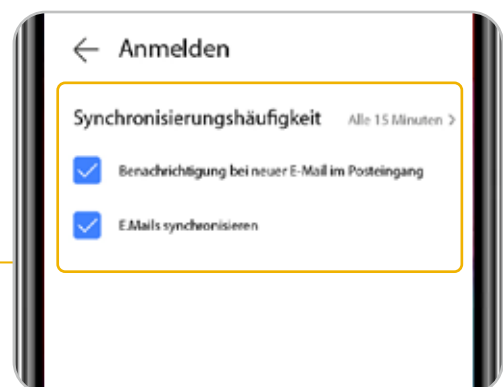 Anmelden
Synchronisierungshäufigkeit Alle 15 Minuten >
Benachrichtigung bei neuer E-Mail im Posteingang
E.Mails synchronisieren